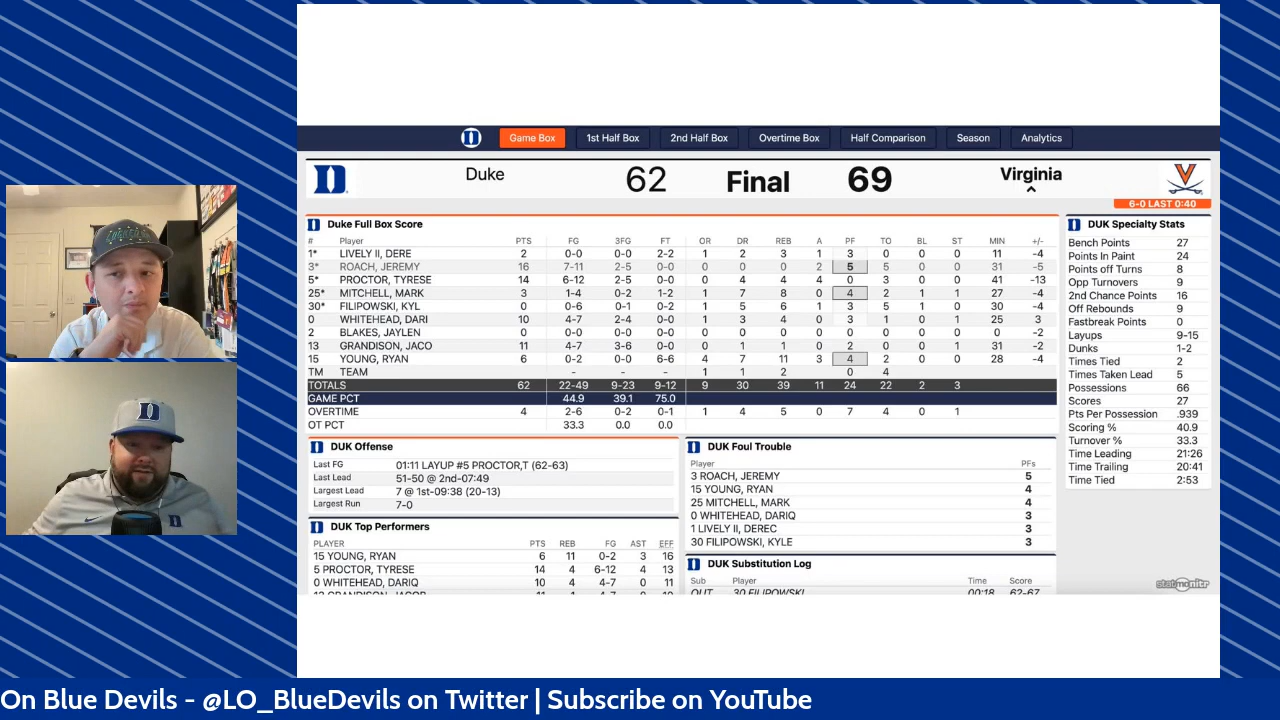 Game Box 1st Half Box 2nd Half Box Overtime Box Half Comparison Season Analytics
Duke 62 Final 69 Virginia
6-0 LAST 0:40
Duke Full Box Score
# Player PTS FG 3FG FT OR DR REB A PF TO BL ST MIN +/-
1* LIVELY II, DERE 2 0-0 0-0 2-2 1 2 3 1 3 0 0 0 11 -4
3* ROACH, JEREMY 16 7-11 2-5 0-0 0 0 0 2 5 5 0 0 31 -5
5* PROCTOR, TYRESE 14 6-12 2-5 0-0 0 4 4 4 0 3 0 0 41 -13
25* MITCHELL, MARK 3 1-4 0-2 1-2 1 7 8 0 4 2 1 1 27 -4
30* FILIPOWSKI, KYL 0 0-6 0-1 0-2 1 5 6 1 3 5 1 0 30 -4
0 WHITEHEAD, DARI 10 4-7 2-4 0-0 1 3 4 0 3 1 0 1 25 3
2 BLAKES, JAYLEN 0 0-0 0-0 0-0 0 0 0 0 0 0 0 0 0 -2
13 GRANDISON, JACO 11 4-7 3-6 0-0 0 1 1 0 2 0 0 1 31 -2
15 YOUNG, RYAN 6 0-2 0-0 6-6 4 7 11 3 4 2 0 0 28 -4
TM TEAM - - - 1 1 2 0 4
TOTALS 62 22-49 9-23 9-12 9 30 39 11 24 22 2 3
GAME PCT 44.9 39.1 75.0
OVERTIME 4 2-6 0-2 0-1 1 4 5 0 7 4 0 1
OT PCT 33.3 0.0 0.0
DUK Specialty Stats
Bench Points 27
Points In Paint 24
Points off Turns 8
Opp Turnovers 9
2nd Chance Points 16
Off Rebounds 9
Fastbreak Points 0
Layups 9-15
Dunks 1-2
Times Tied 2
Times Taken Lead 5
Possessions 66
Scores 27
Pts Per Possession .939
Scoring % 40.9
Turnover % 33.3
Time Leading 21:26
Time Trailing 20:41
Time Tied 2:53
DUK Offense
Last FG 01:11 LAYUP #5 PROCTOR,T (62-63)
Last Lead 51-50 @ 2nd-07:49
Largest Lead 7 @ 1st-09:38 (20-13)
Largest Run 7-0
DUK Foul Trouble
Player PFs
3 ROACH, JEREMY 5
15 YOUNG, RYAN 4
25 MITCHELL, MARK 4
0 WHITEHEAD, DARIQ 3
1 LIVELY II, DEREC 3
30 FILIPOWSKI, KYLE 3
DUK Top Performers
PLAYER PTS REB FG AST EFF
15 YOUNG, RYAN 6 11 0-2 3 16
5 PROCTOR, TYRESE 14 4 6-12 4 13
0 WHITEHEAD, DARIQ 10 4 4-7 0 11
13 GRANDISON, JACOB 11 1 4-7 0 10
DUK Substitution Log
Sub Player Time Score
OUT 30 FILIPOWSKI 00:18 62-67
statmonitr
On Blue Devils - @LO_BlueDevils on Twitter | Subscribe on YouTube